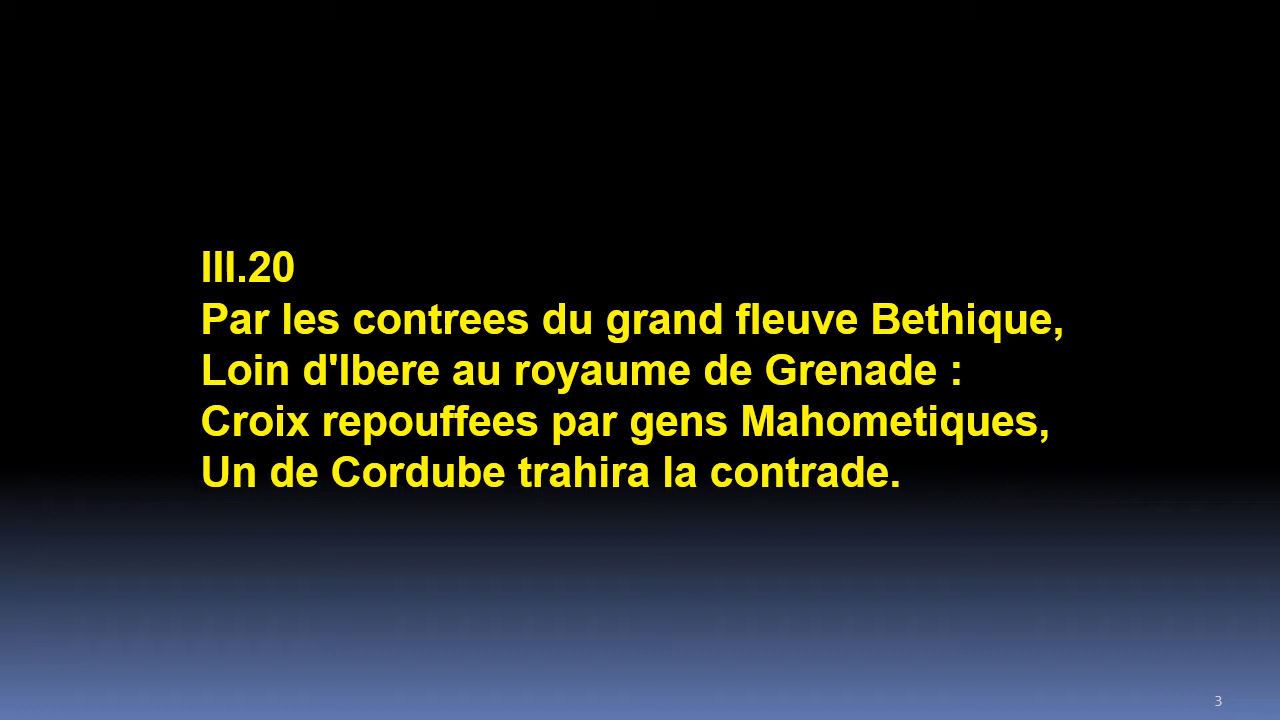 III.20
Par les contrees du grand fleuve Bethique,
Loin d'Ibere au royaume de Grenade :
Croix repouffees par gens Mahometiques,
Un de Cordube trahira la contrade.
3